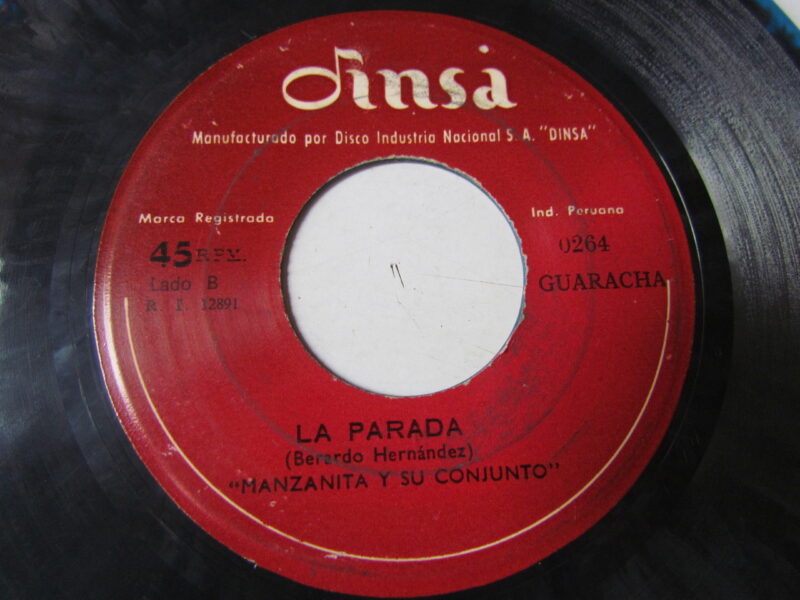 dinsa
Manufacturado por Disco Industria Nacional S. A. "DINSA"
Marca Registrada
Ind. Peruana
45 RPM.
0264
Lado B
GUARACHA
R. I. 12891
LA PARADA
(Berardo Hernández)
"MANZANITA Y SU CONJUNTO"